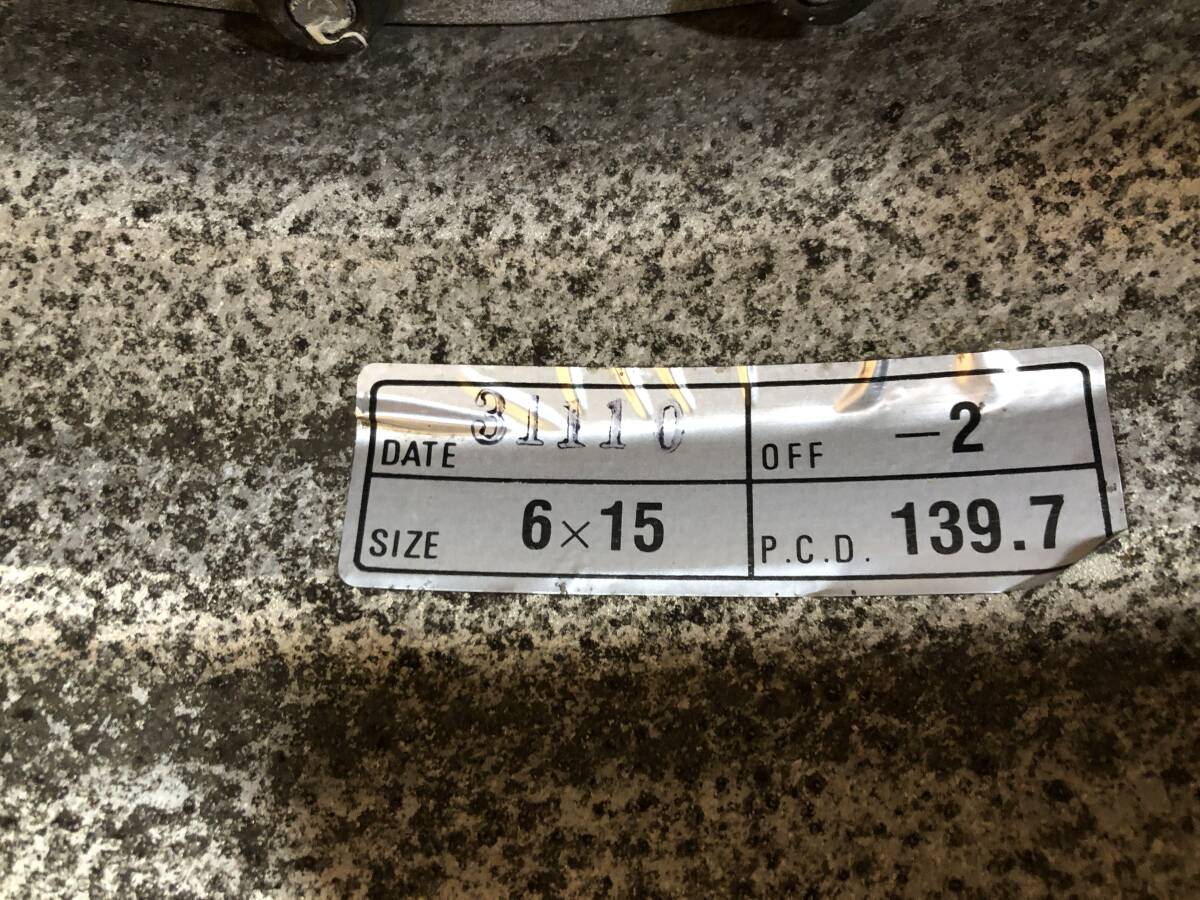 DATE 31110
OFF −2
SIZE 6×15
P.C.D. 139.7